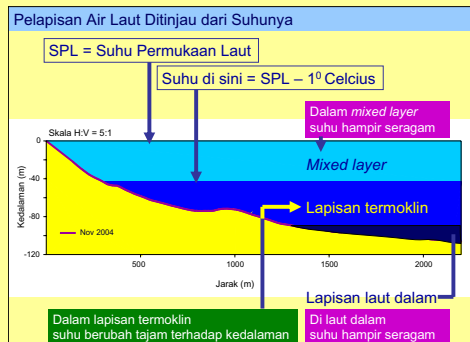 Pelapisan Air Laut Ditinjau dari Suhunya
SPL = Suhu Permukaan Laut
Suhu di sini = SPL – 1⁰ Celcius
Dalam mixed layer
suhu hampir seragam
Skala H:V = 5:1
0
-40
-80
-120
Kedalaman (m)
Mixed layer
Lapisan termoklin
Nov 2004
500
1000
1500
2000
Jarak (m)
Lapisan laut dalam
Dalam lapisan termoklin
suhu berubah tajam terhadap kedalaman
Di laut dalam
suhu hampir seragam